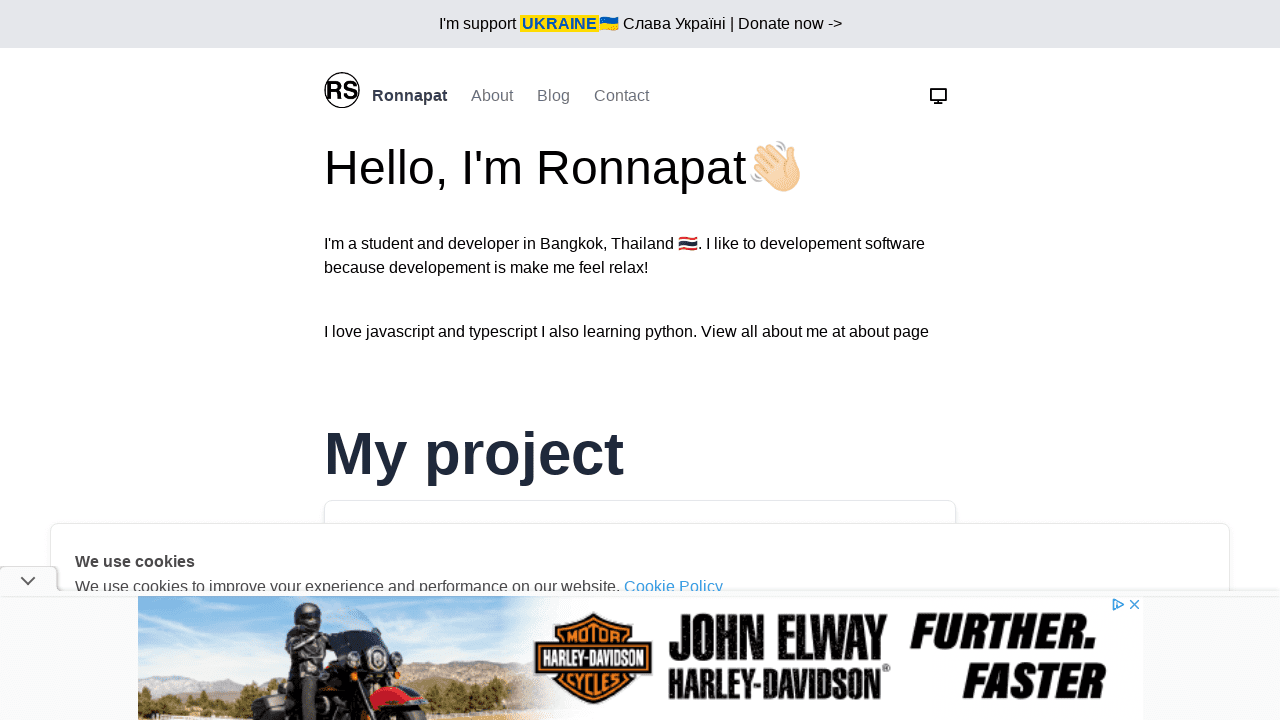 I'm support UKRAINE🇺🇦 Слава Україні | Donate now ->
RS Ronnapat About Blog Contact
Hello, I'm Ronnapat👋🏻
I'm a student and developer in Bangkok, Thailand 🇹🇭. I like to developement software
because developement is make me feel relax!
I love javascript and typescript I also learning python. View all about me at about page
My project
We use cookies
We use cookies to improve your experience and performance on our website. Cookie Policy
MOTOR
HARLEY-DAVIDSON
CYCLES
JOHN ELWAY
HARLEY-DAVIDSON®
FURTHER.
FASTER